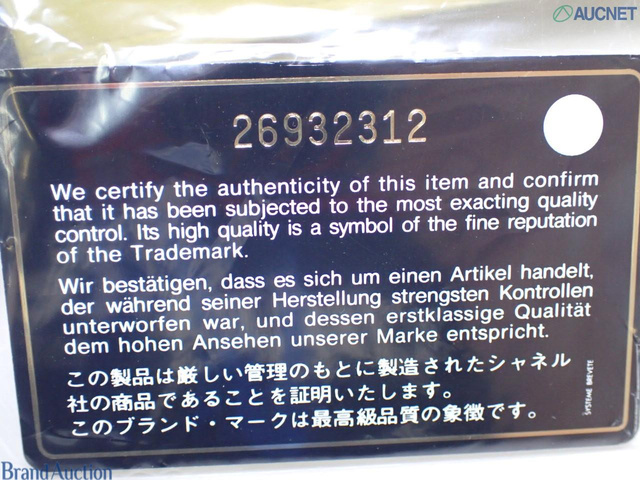 AUCNET
26932312
We certify the authenticity of this item and confirm
that it has been subjected to the most exacting quality
control. Its high quality is a symbol of the fine reputation
of the Trademark.
Wir bestätigen, dass es sich um einen Artikel handelt,
der während seiner Herstellung strengsten Kontrollen
unterworfen war, und dessen erstklassige Qualität
dem hohen Ansehen unserer Marke entspricht.
この製品は厳しい管理のもとに製造されたシャネル
社の商品であることを証明いたします。
このブランド・マークは最高級品質の象徴です。
SYSTEME BREVETE
Brand Auction